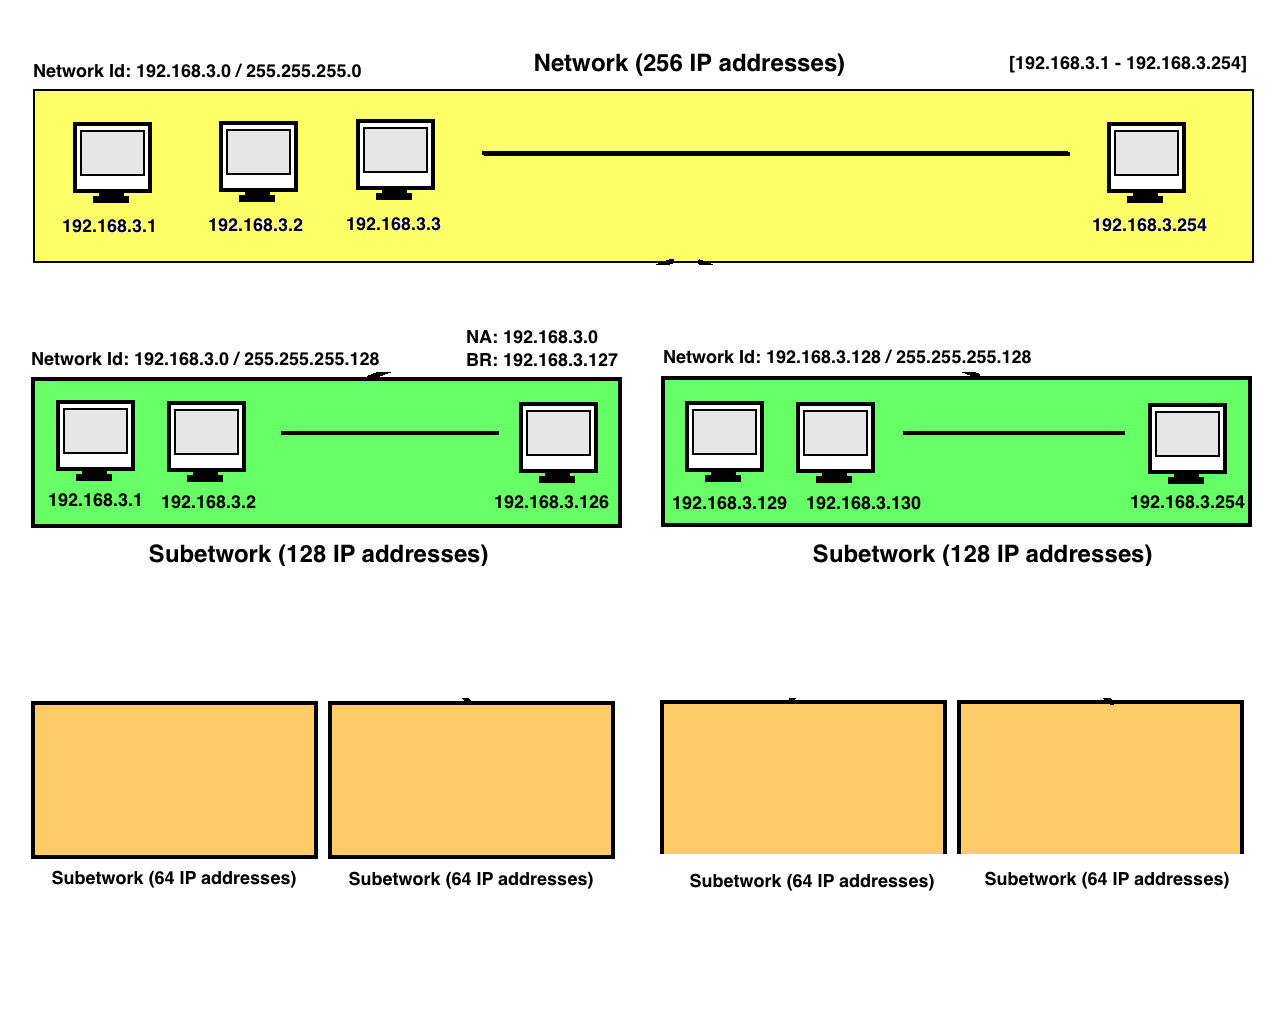 Network Id: 192.168.3.0 / 255.255.255.0
Network (256 IP addresses)
[192.168.3.1 - 192.168.3.254]
192.168.3.1
192.168.3.2
192.168.3.3
192.168.3.254
NA: 192.168.3.0
BR: 192.168.3.127
Network Id: 192.168.3.0 / 255.255.255.128
Network Id: 192.168.3.128 / 255.255.255.128
192.168.3.1
192.168.3.2
192.168.3.126
192.168.3.129
192.168.3.130
192.168.3.254
Subetwork (128 IP addresses)
Subetwork (128 IP addresses)
Subetwork (64 IP addresses)
Subetwork (64 IP addresses)
Subetwork (64 IP addresses)
Subetwork (64 IP addresses)